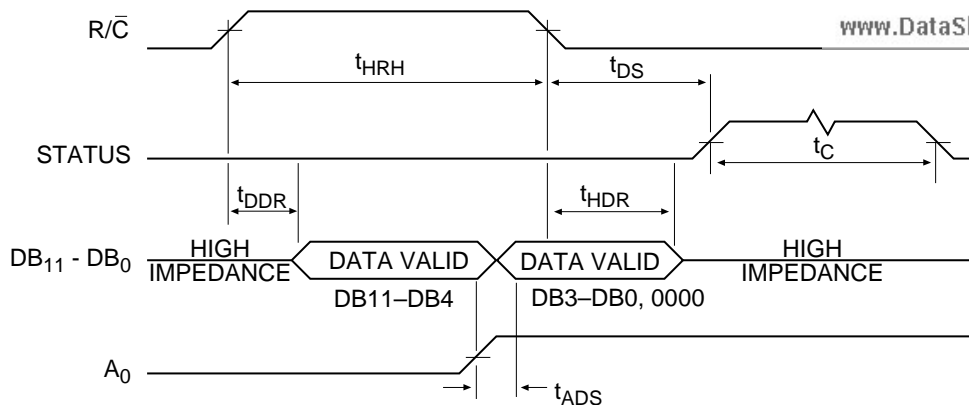 R/C̄
www.DataSh
tHRH
tDS
STATUS
tC
tDDR
tHDR
DB11 - DB0
HIGH
IMPEDANCE
DATA VALID
DATA VALID
HIGH
IMPEDANCE
DB11–DB4
DB3–DB0, 0000
A0
tADS